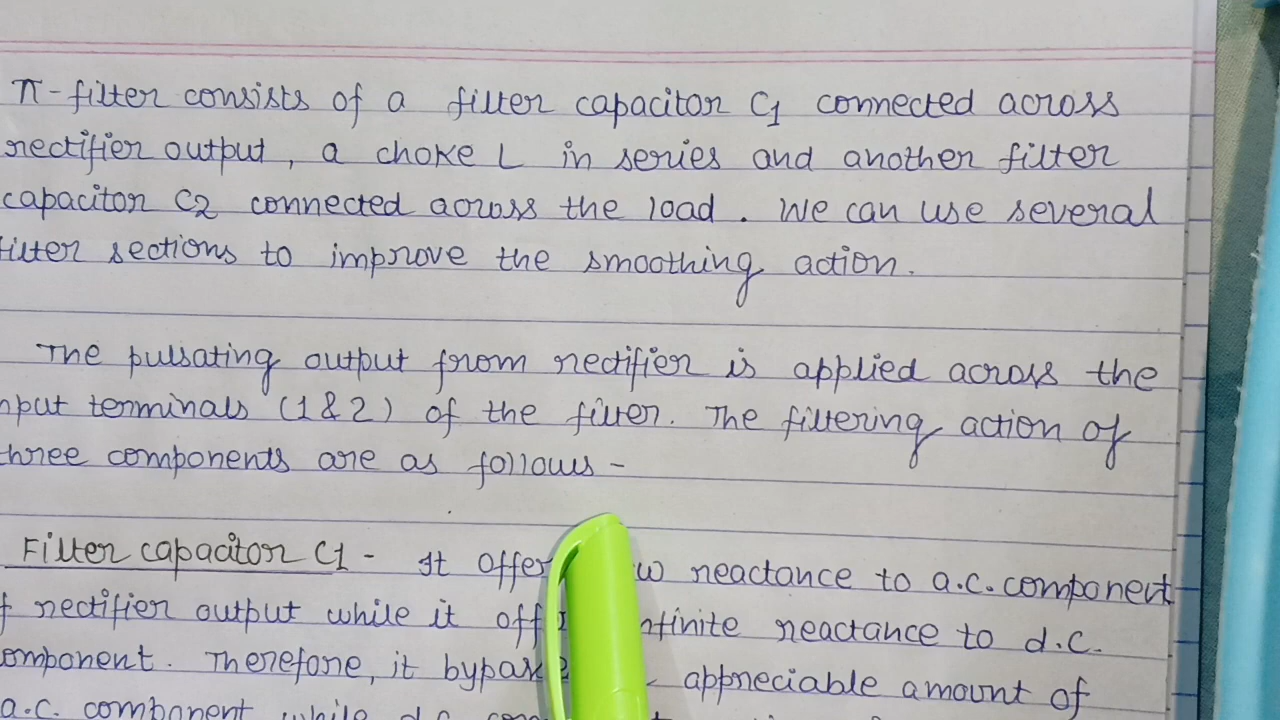 π-filter consists of a filter capacitor C1 connected across
rectifier output, a choke L in series and another filter
capacitor C2 connected across the load. We can use several
filter sections to improve the smoothing action.
The pulsating output from rectifier is applied across the
nput terminals (1&2) of the filter. The filtering action of
three components are as follows -
Filter capacitor C1 - It offer w reactance to a.c. component
f rectifier output while it off nfinite reactance to d.c.
omponent. Therefore, it bypass appreciable amount of
a.c. component while d.c.